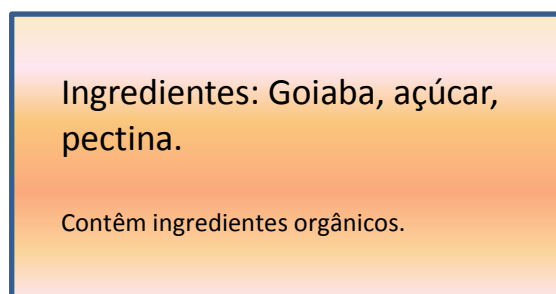 Ingredientes: Goiaba, açúcar,
pectina.
Contêm ingredientes orgânicos.